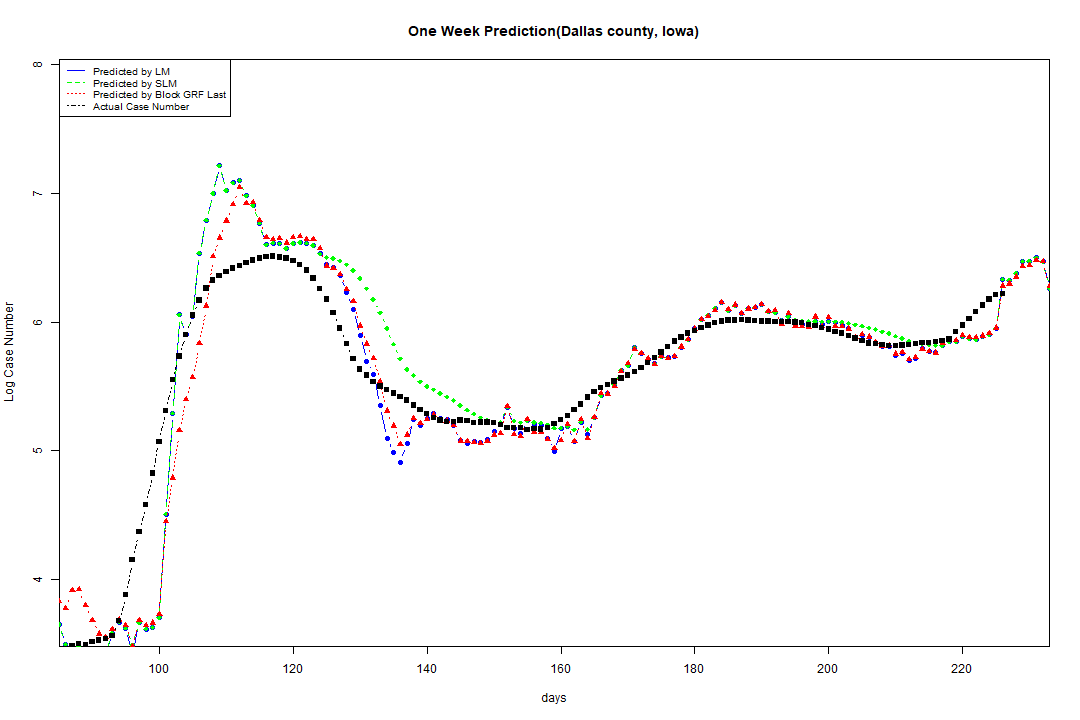 One Week Prediction(Dallas county, Iowa)
Predicted by LM
Predicted by SLM
Predicted by Block GRF Last
Actual Case Number
8
7
6
5
4
Log Case Number
100 120 140 160 180 200 220
days